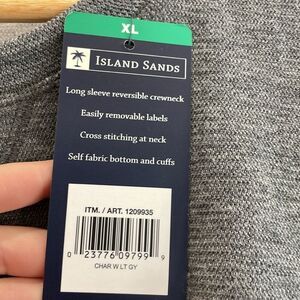 XL
ISLAND SANDS
Long sleeve reversible crewneck
Easily removable labels
Cross stitching at neck
Self fabric bottom and cuffs
ITM. / ART. 1209935
0 23776 09799 9
CHAR W LT GY